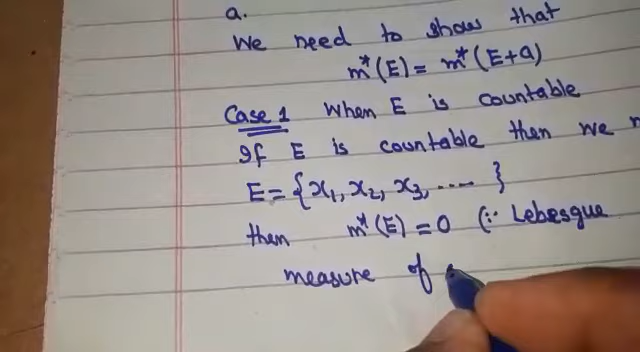 a.
We need to show that
m*(E) = m*(E+a)
Case 1 When E is countable
If E is countable then we
E = {x₁, x₂, x₃, .... }
then m*(E) = 0 (∵ Lebesgue
measure of